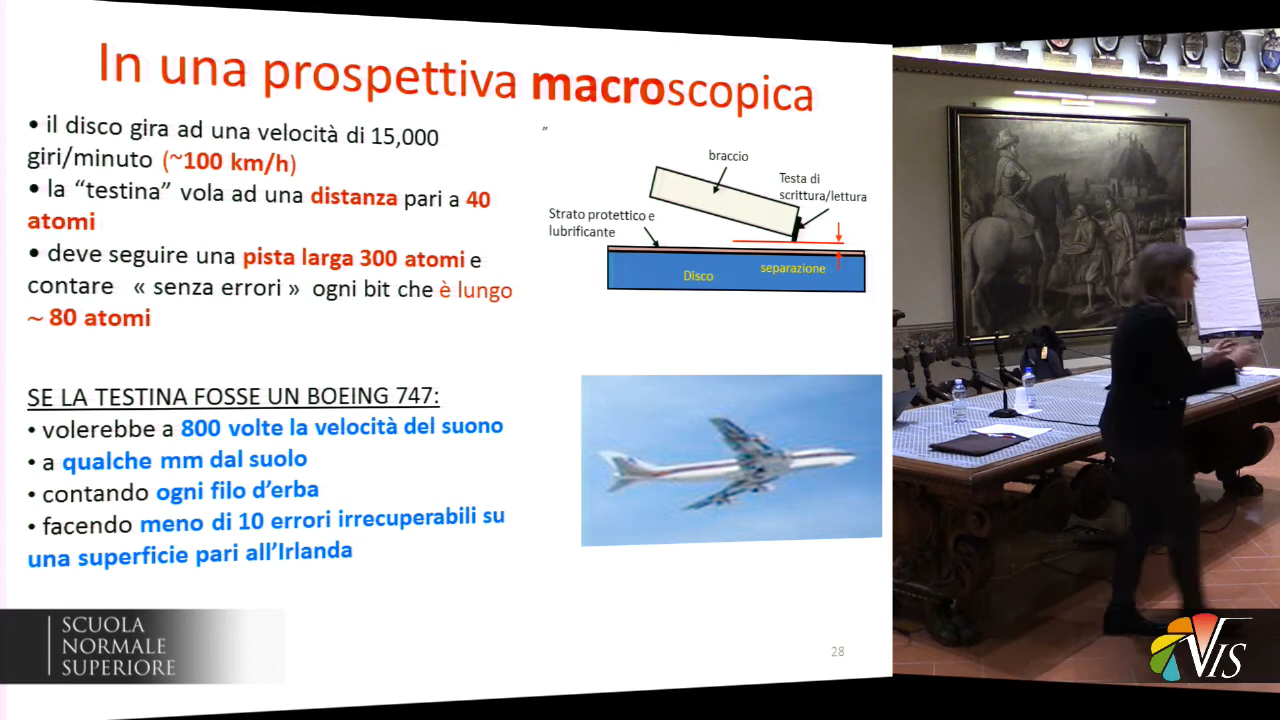 In una prospettiva macroscopica
• il disco gira ad una velocità di 15,000
giri/minuto (~100 km/h)
• la “testina” vola ad una distanza pari a 40
atomi
• deve seguire una pista larga 300 atomi e
contare « senza errori » ogni bit che è lungo
~ 80 atomi
"
braccio
Testa di
scrittura/lettura
Strato protettico e
lubrificante
separazione
Disco
SE LA TESTINA FOSSE UN BOEING 747:
• volerebbe a 800 volte la velocità del suono
• a qualche mm dal suolo
• contando ogni filo d’erba
• facendo meno di 10 errori irrecuperabili su
una superficie pari all’Irlanda
SCUOLA
NORMALE
SUPERIORE
28
VIS